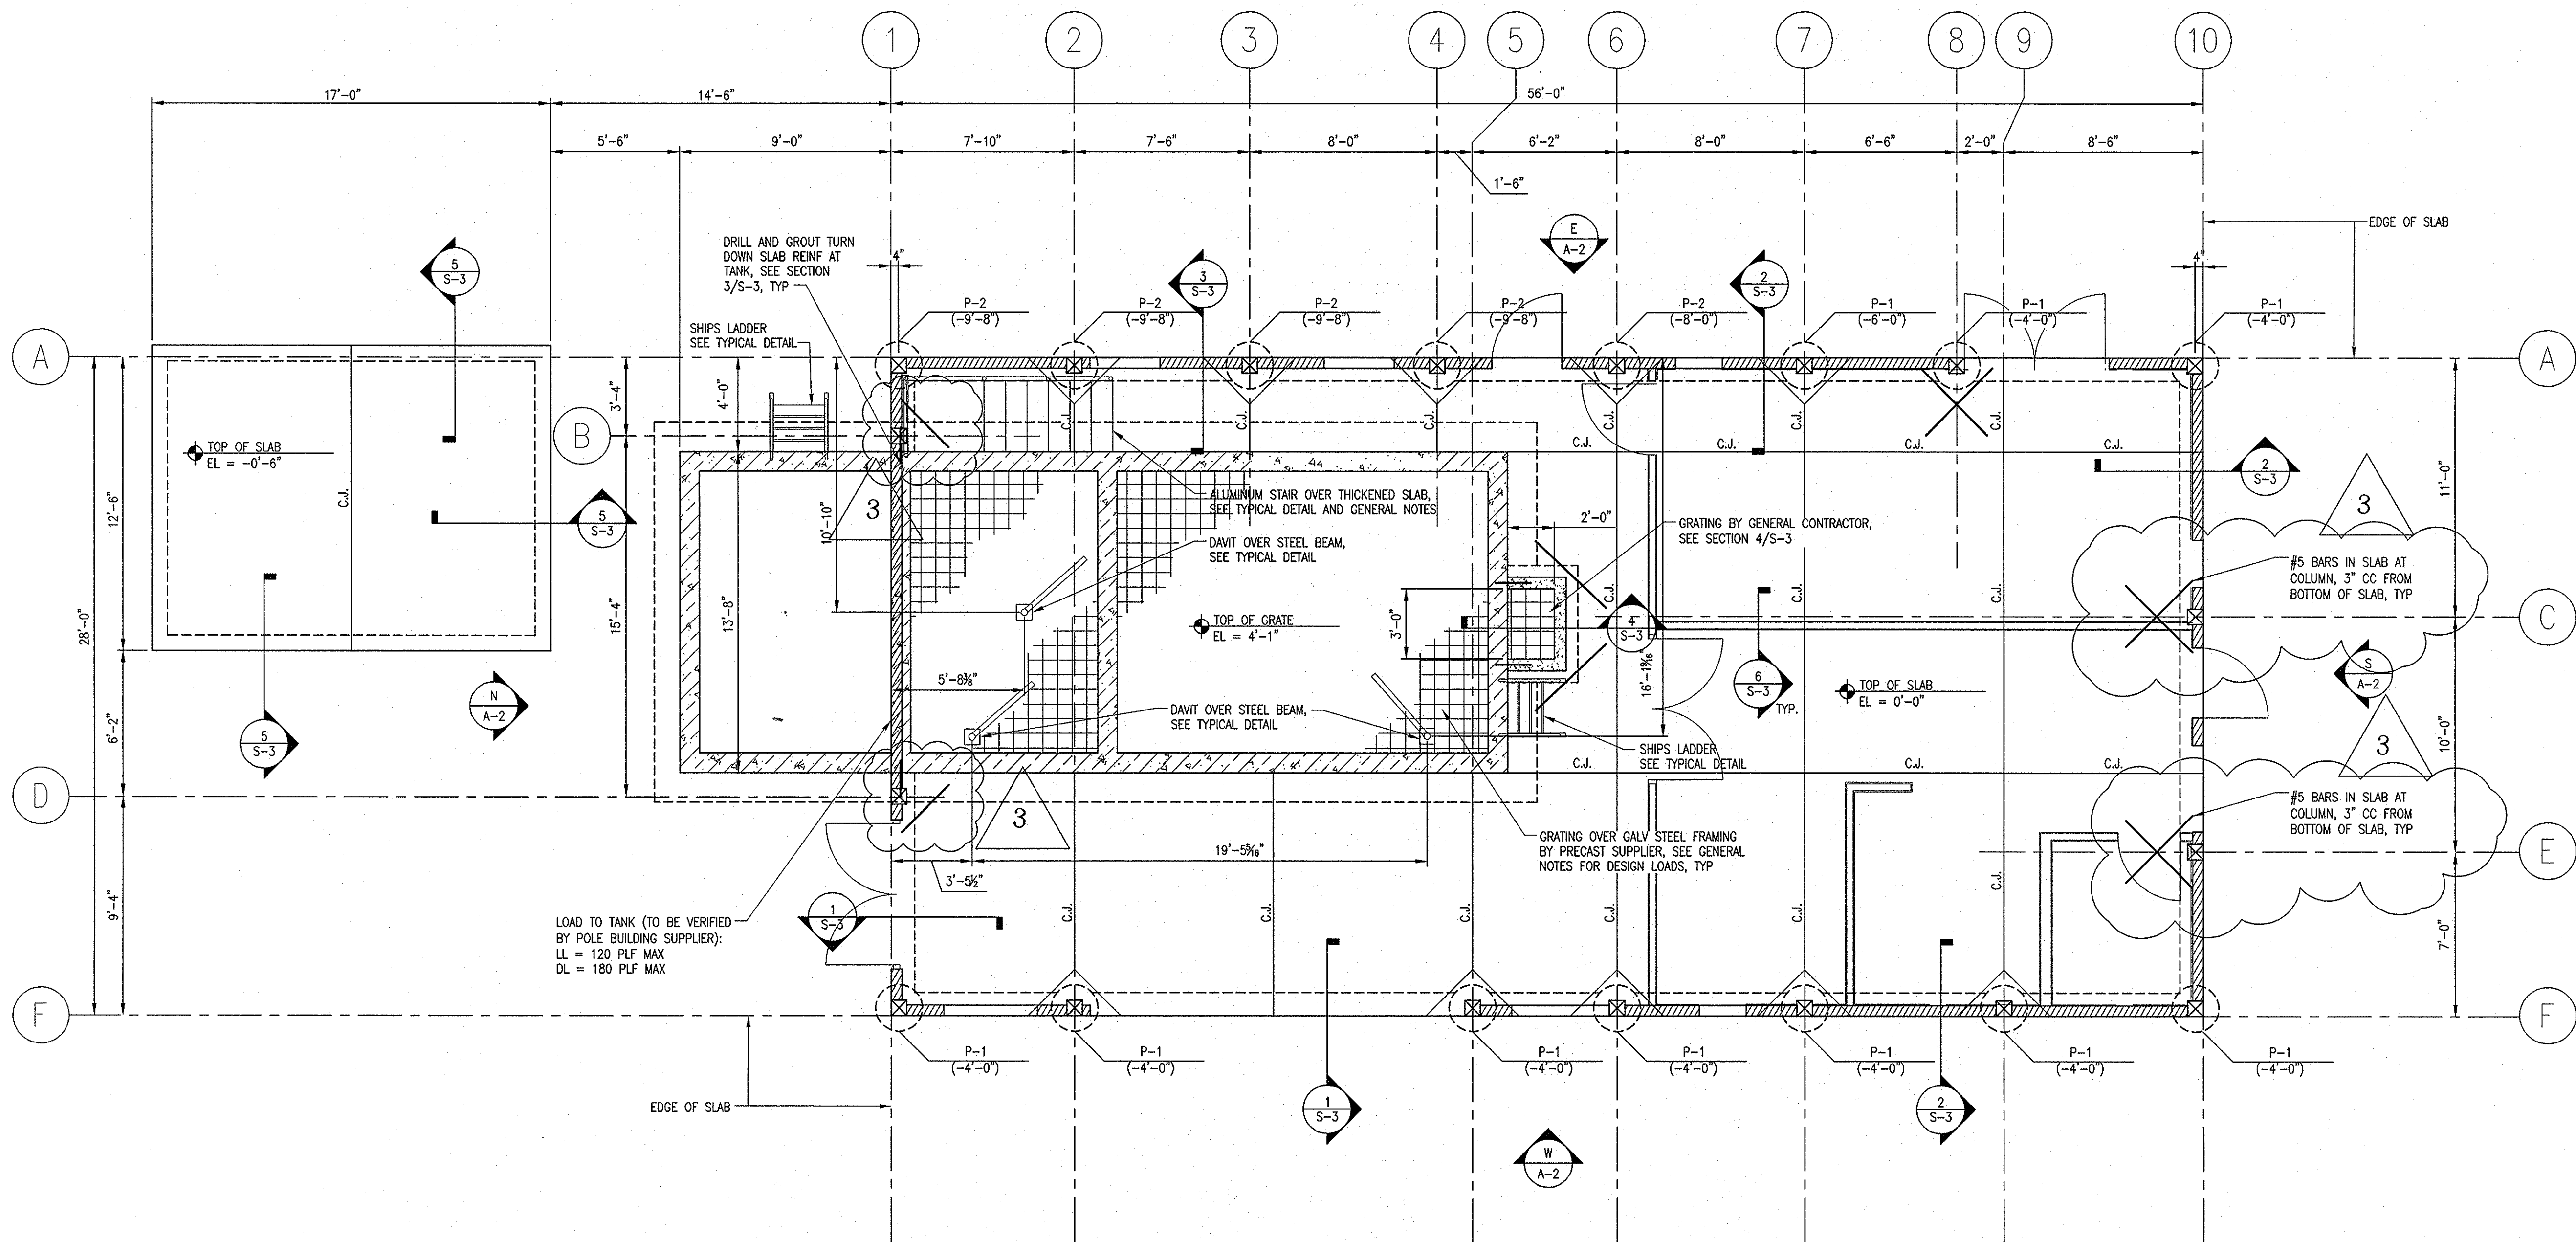 1
2
3
4
5
6
7
8
9
10
17'-0"
14'-6"
56'-0"
5'-6"
9'-0"
7'-10"
7'-6"
8'-0"
6'-2"
8'-0"
6'-6"
2'-0"
8'-6"
1'-6"
EDGE OF SLAB
DRILL AND GROUT TURN
DOWN SLAB REINF AT
TANK, SEE SECTION
3/S-3, TYP
4"
4"
E
A-2
5
S-3
3
S-3
2
S-3
SHIPS LADDER
SEE TYPICAL DETAIL
P-2
(-9'-8")
P-2
(-9'-8")
P-2
(-9'-8")
P-2
(-9'-8")
P-2
(-8'-0")
P-1
(-6'-0")
P-1
(-4'-0")
P-1
(-4'-0")
A
A
3'-4"
4'-0"
B
C.J.
C.J.
C.J.
C.J.
C.J.
C.J.
C.J.
C.J.
C.J.
C.J.
TOP OF SLAB
EL = -0'-6"
C.J.
12'-6"
28'-0"
15'-4"
13'-8"
10'-10"
3
5
S-3
ALUMINUM STAIR OVER THICKENED SLAB,
SEE TYPICAL DETAIL AND GENERAL NOTES
DAVIT OVER STEEL BEAM,
SEE TYPICAL DETAIL
2'-0"
GRATING BY GENERAL CONTRACTOR,
SEE SECTION 4/S-3
2
S-3
11'-0"
3
#5 BARS IN SLAB AT
COLUMN, 3" CC FROM
BOTTOM OF SLAB, TYP
C.J.
C.J.
C.J.
TOP OF GRATE
EL = 4'-1"
3'-0"
4
S-3
C
16'-1 9/16"
6
S-3
TYP.
TOP OF SLAB
EL = 0'-0"
S
A-2
5'-8 3/8"
N
A-2
5
S-3
6'-2"
DAVIT OVER STEEL BEAM,
SEE TYPICAL DETAIL
SHIPS LADDER
SEE TYPICAL DETAIL
C.J.
C.J.
C.J.
3
10'-0"
D
#5 BARS IN SLAB AT
COLUMN, 3" CC FROM
BOTTOM OF SLAB, TYP
3
GRATING OVER GALV STEEL FRAMING
BY PRECAST SUPPLIER, SEE GENERAL
NOTES FOR DESIGN LOADS, TYP
E
19'-5 5/16"
3'-5 1/2"
9'-4"
7'-0"
1
S-3
LOAD TO TANK (TO BE VERIFIED
BY POLE BUILDING SUPPLIER):
LL = 120 PLF MAX
DL = 180 PLF MAX
C.J.
C.J.
C.J.
C.J.
C.J.
C.J.
F
F
P-1
(-4'-0")
P-1
(-4'-0")
P-1
(-4'-0")
P-1
(-4'-0")
P-1
(-4'-0")
P-1
(-4'-0")
P-1
(-4'-0")
EDGE OF SLAB
1
S-3
2
S-3
W
A-2